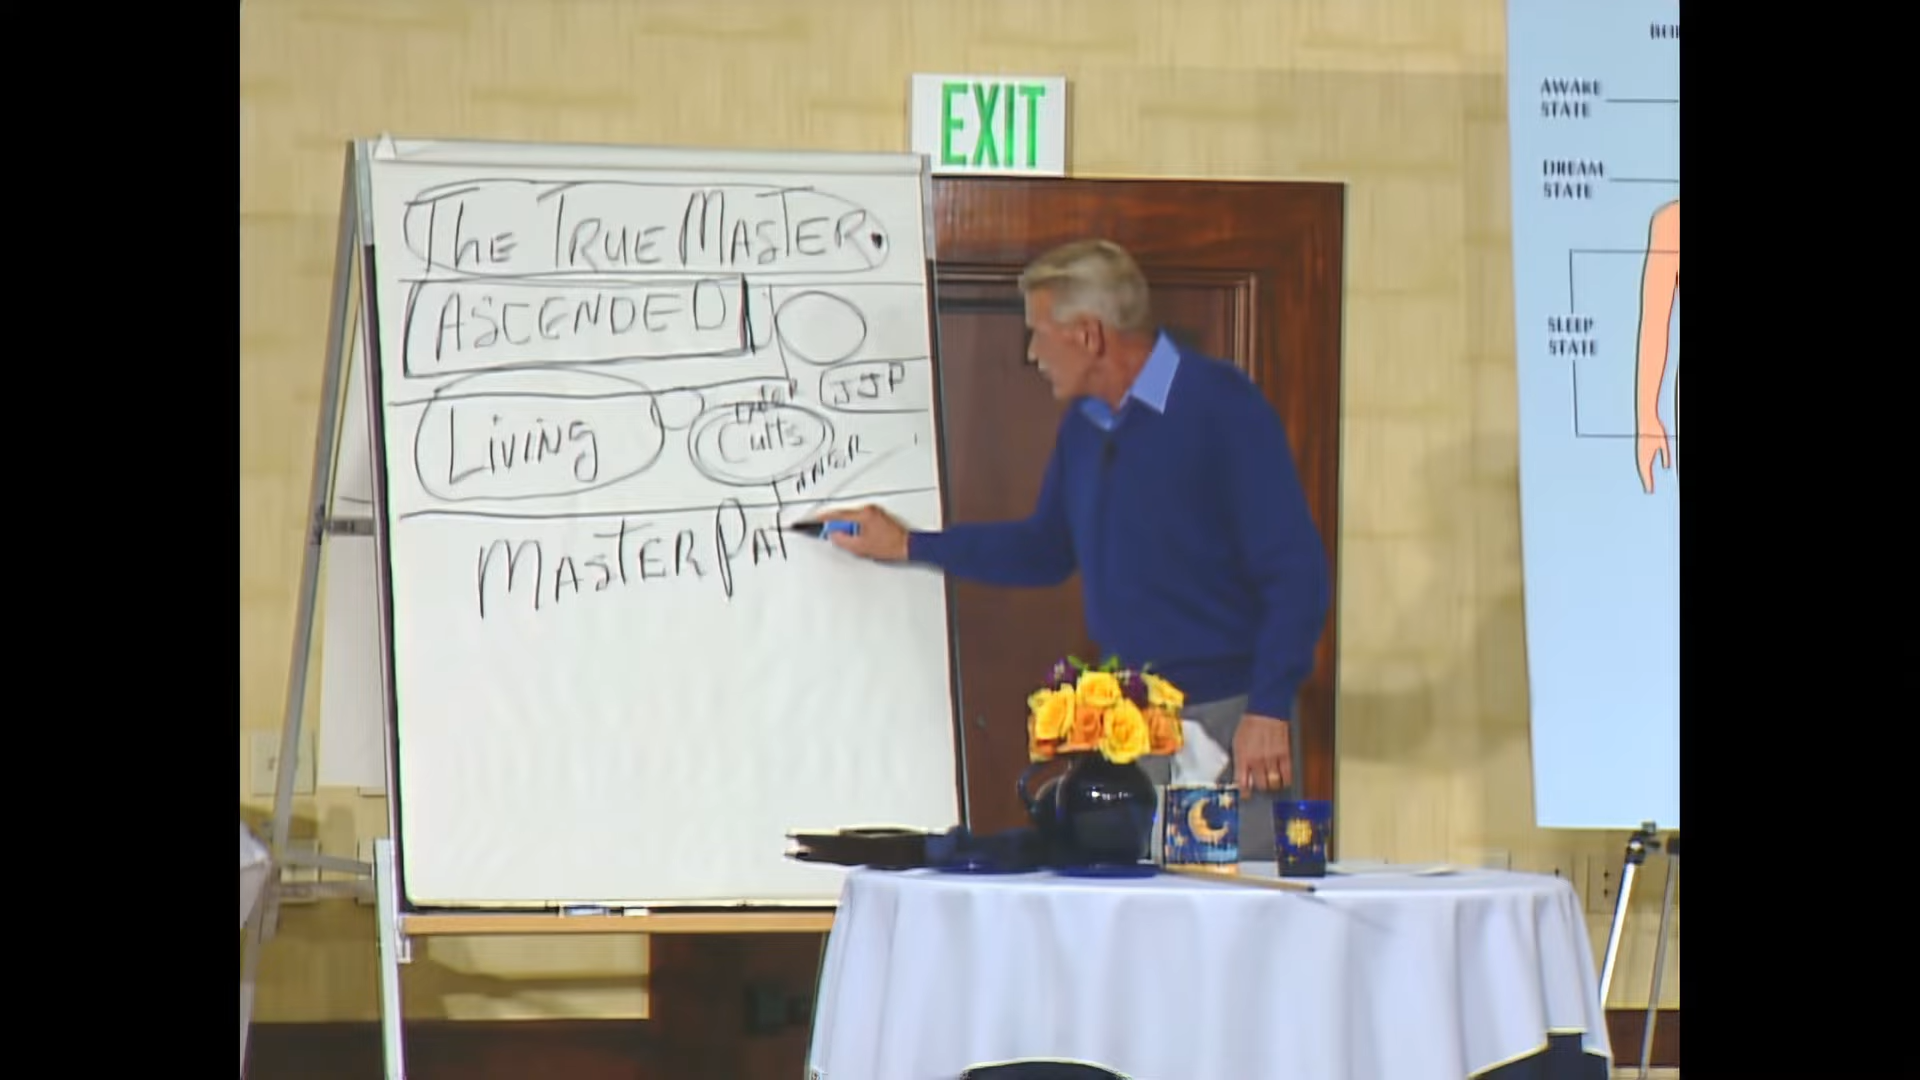 EXIT
The True Master.
ASCENDED
JJP
Living
Cults
INNER
MASTER PAT
AWAKE
STATE
DREAM
STATE
SLEEP
STATE